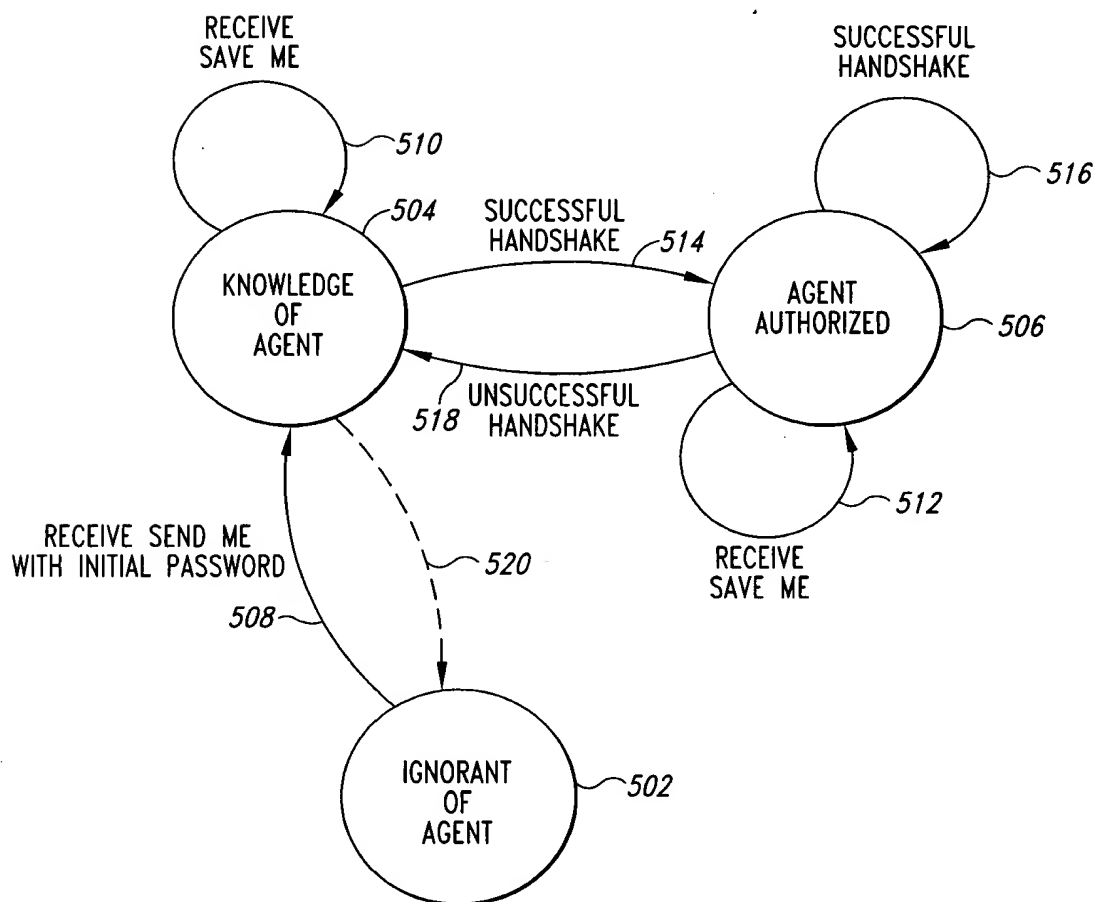 RECEIVE
SAVE ME
510
504
SUCCESSFUL
HANDSHAKE
516
SUCCESSFUL
HANDSHAKE
514
KNOWLEDGE
OF
AGENT
AGENT
AUTHORIZED
506
518
UNSUCCESSFUL
HANDSHAKE
512
RECEIVE
SAVE ME
RECEIVE SEND ME
WITH INITIAL PASSWORD
508
520
IGNORANT
OF
AGENT
502